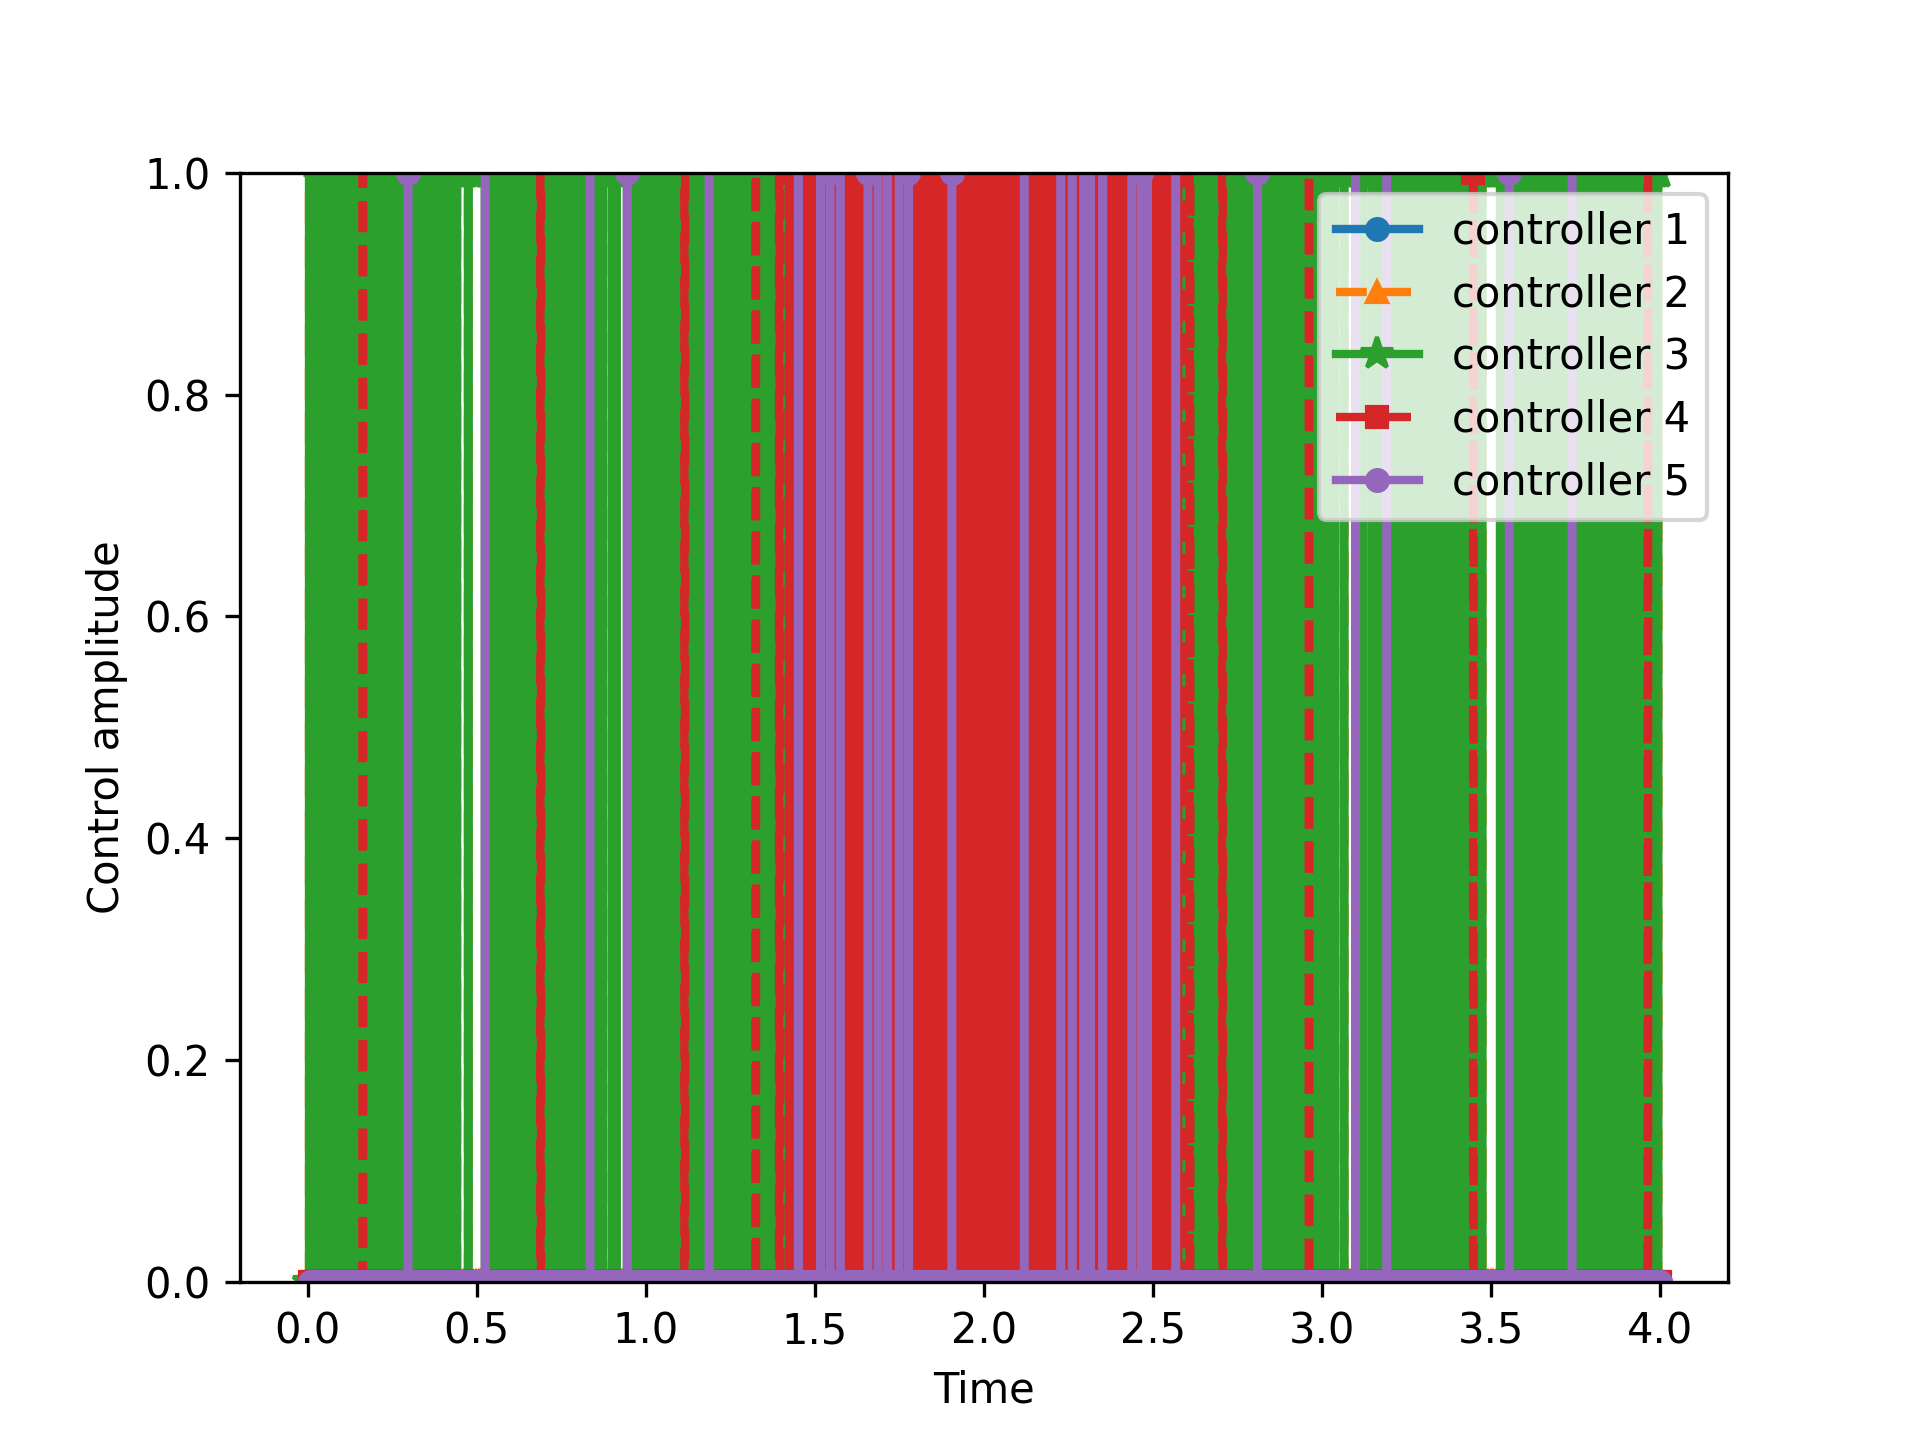 1.0
0.8
0.6
0.4
0.2
0.0
Control amplitude
controller 1
controller 2
controller 3
controller 4
controller 5
0.0 0.5 1.0 1.5 2.0 2.5 3.0 3.5 4.0
Time